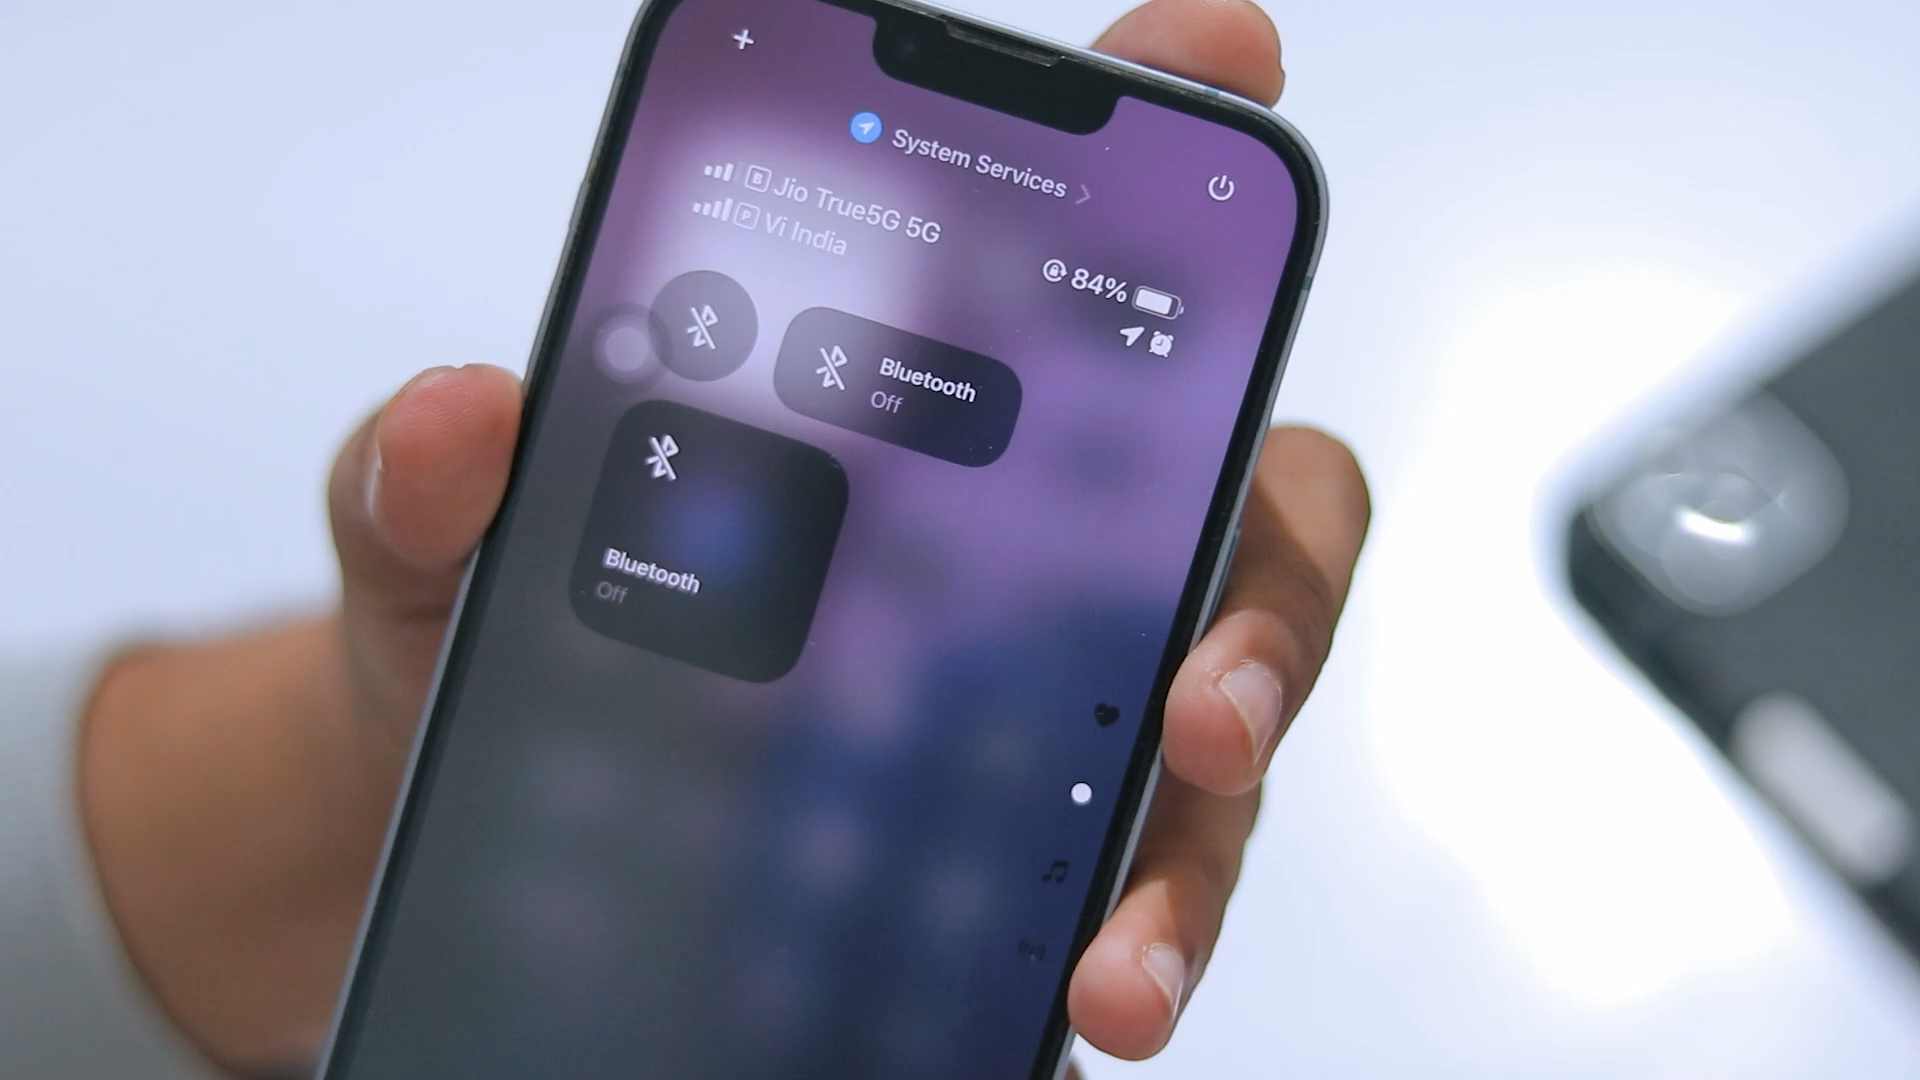 System Services
B Jio True5G 5G
P Vi India
84%
Bluetooth
Off
Bluetooth
Off